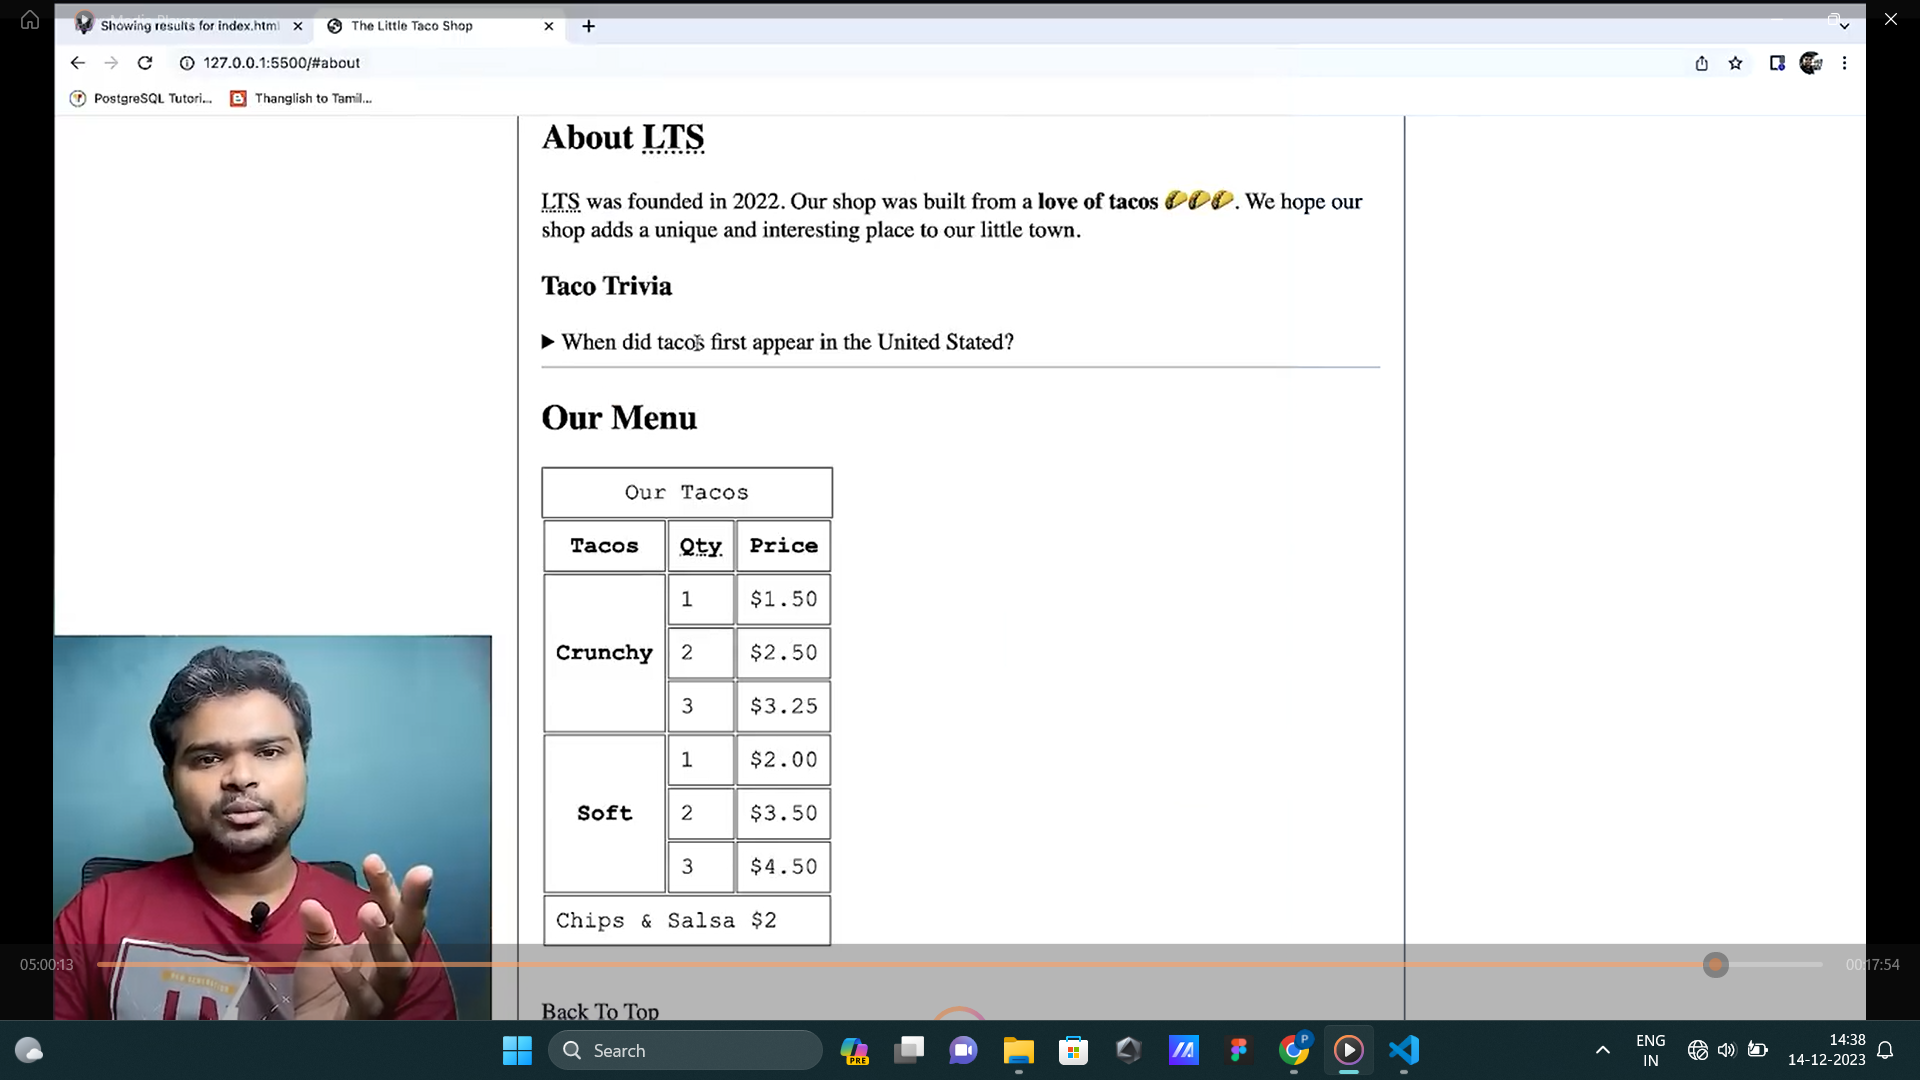 Showing results for index.html
The Little Taco Shop
127.0.0.1:5500/#about
PostgreSQL Tutori...
Thanglish to Tamil...
About LTS
LTS was founded in 2022. Our shop was built from a love of tacos 🌮🌮🌮. We hope our
shop adds a unique and interesting place to our little town.
Taco Trivia
▶ When did tacos first appear in the United Stated?
Our Menu
Our Tacos
Tacos Qty Price
Crunchy
1 $1.50
2 $2.50
3 $3.25
Soft
1 $2.00
2 $3.50
3 $4.50
Chips & Salsa $2
05:00:13
00:17:54
NEW GENERATION
Back To Top
Search
PRE
P
ENG
IN
14:38
14-12-2023